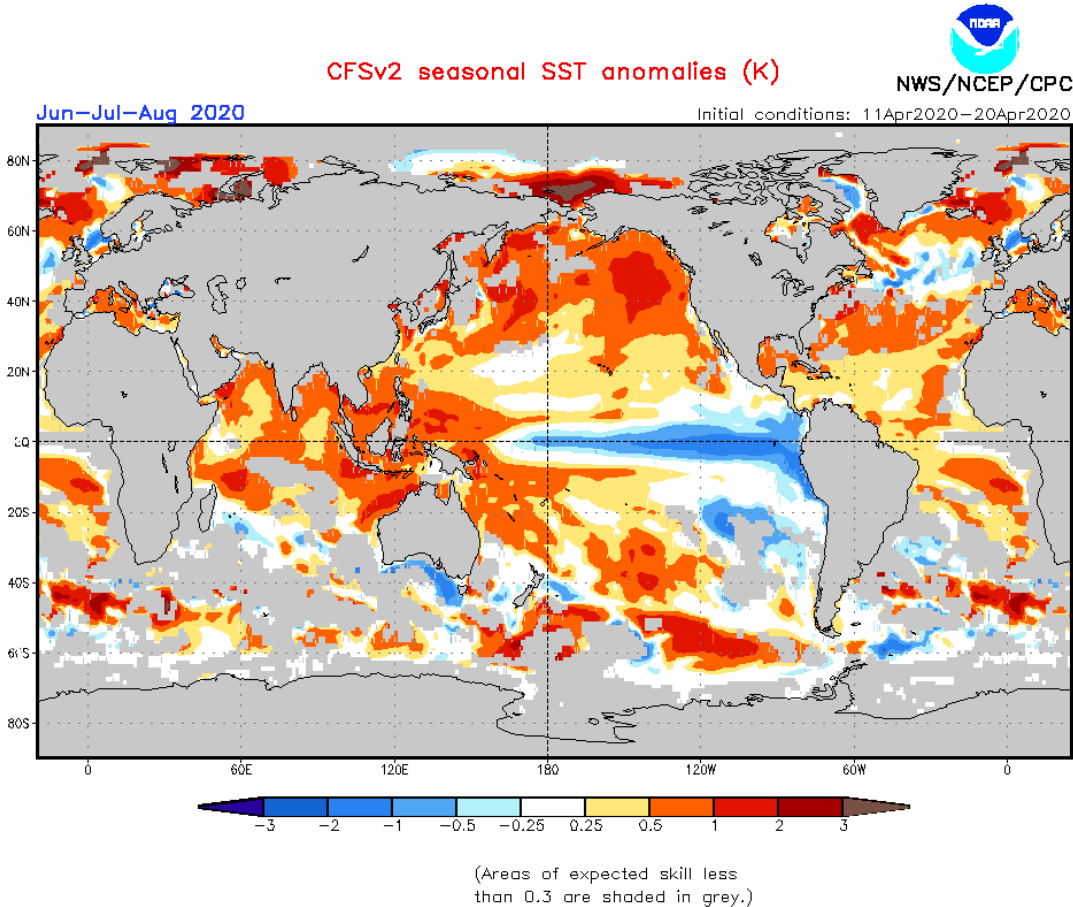 NOAA
CFSv2 seasonal SST anomalies (K)
NWS/NCEP/CPC
Jun-Jul-Aug 2020
Initial conditions: 11Apr2020-20Apr2020
80N
60N
40N
20N
EQ
20S
40S
60S
80S
0 60E 120E 180 120W 60W 0
-3 -2 -1 -0.5 -0.25 0.25 0.5 1 2 3
(Areas of expected skill less
than 0.3 are shaded in grey.)